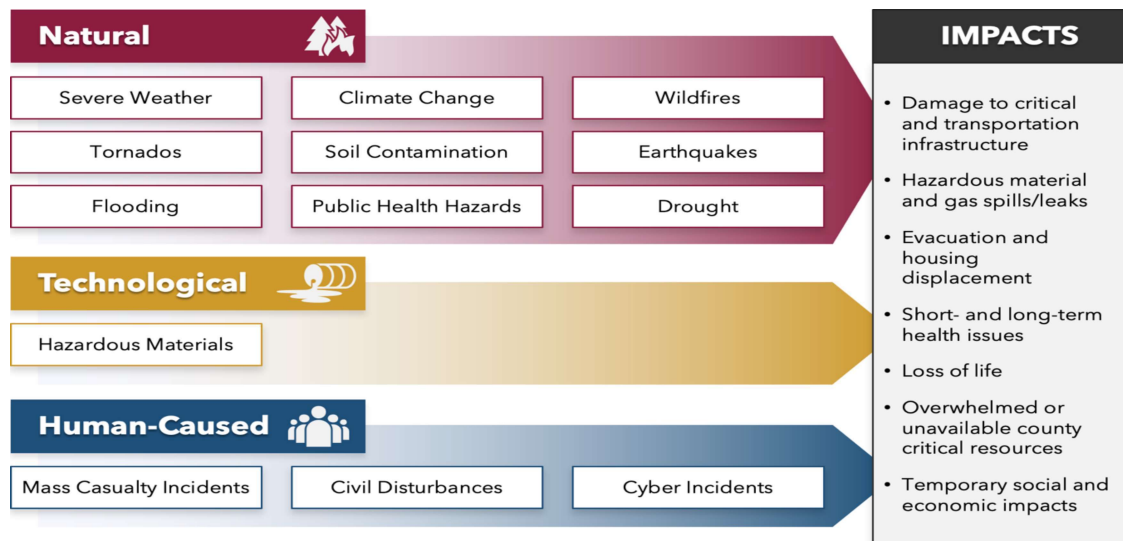 Natural
Severe Weather
Climate Change
Wildfires
Tornados
Soil Contamination
Earthquakes
Flooding
Public Health Hazards
Drought
Technological
Hazardous Materials
Human-Caused
Mass Casualty Incidents
Civil Disturbances
Cyber Incidents
IMPACTS
• Damage to critical
and transportation
infrastructure
• Hazardous material
and gas spills/leaks
• Evacuation and
housing
displacement
• Short- and long-term
health issues
• Loss of life
• Overwhelmed or
unavailable county
critical resources
• Temporary social and
economic impacts